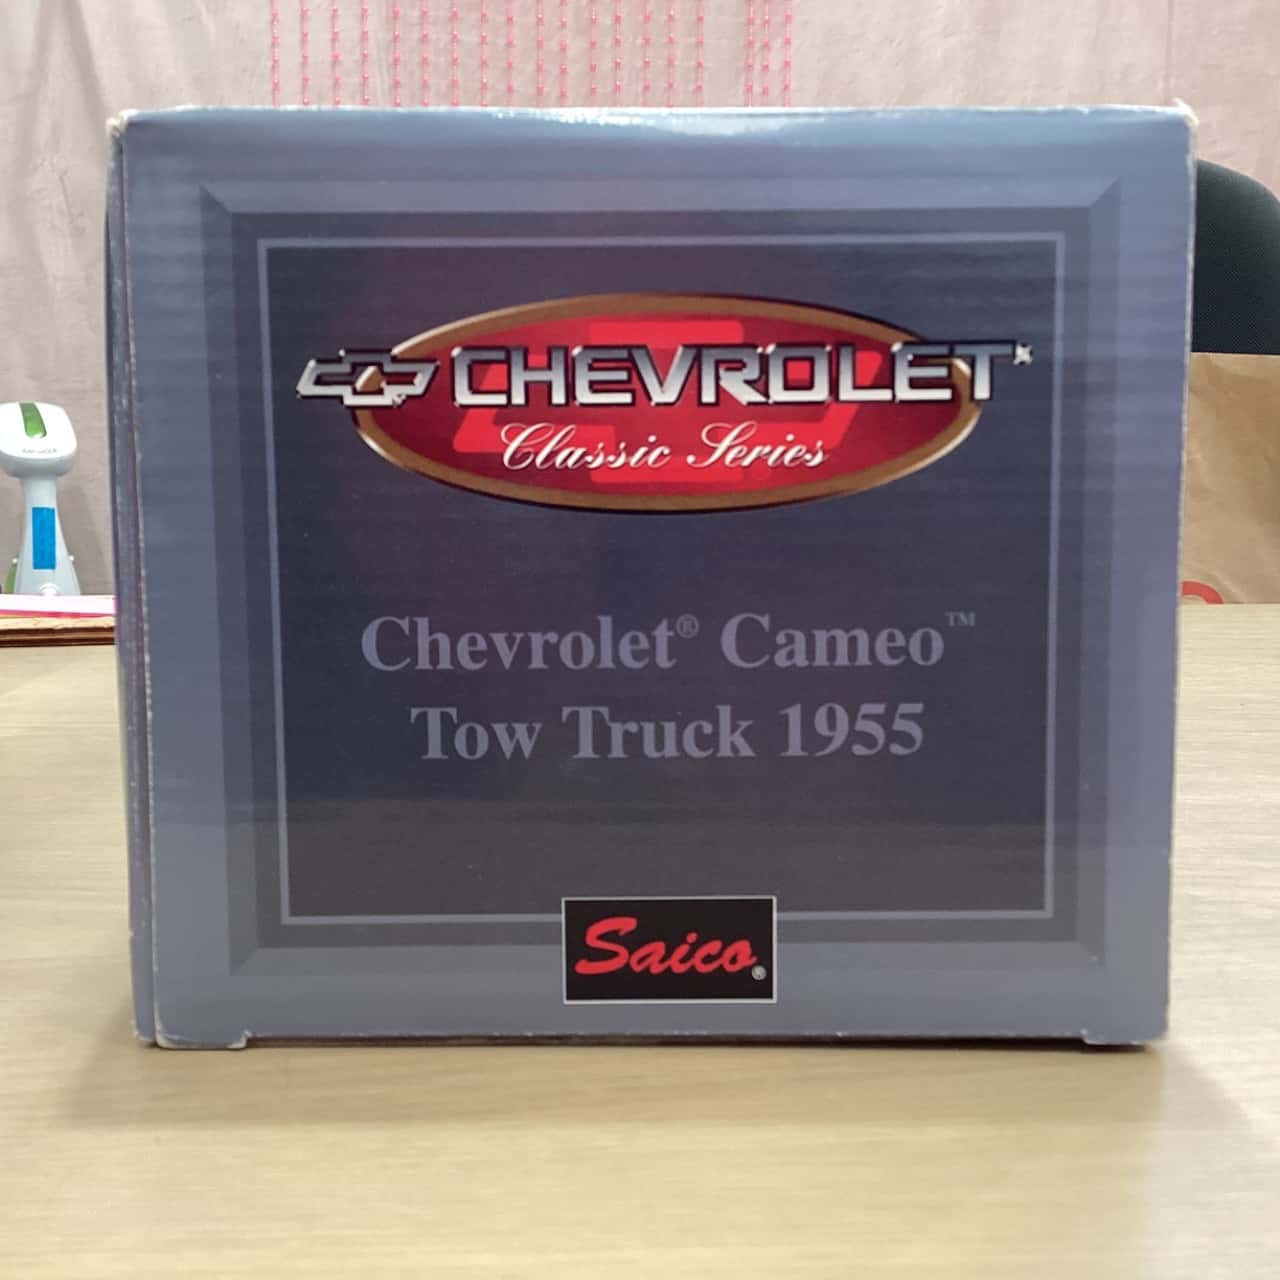 CHEVROLET
Classic Series
Chevrolet® Cameo™
Tow Truck 1955
Saico®